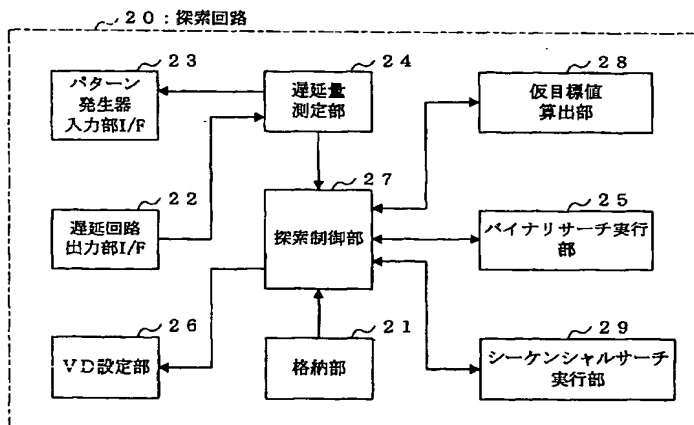 20:探索回路
23
パターン
発生器
入力部I/F
24
遅延量
測定部
28
仮目標値
算出部
22
遅延回路
出力部I/F
27
探索制御部
25
バイナリサーチ実行
部
26
VD設定部
21
格納部
29
シーケンシャルサーチ
実行部